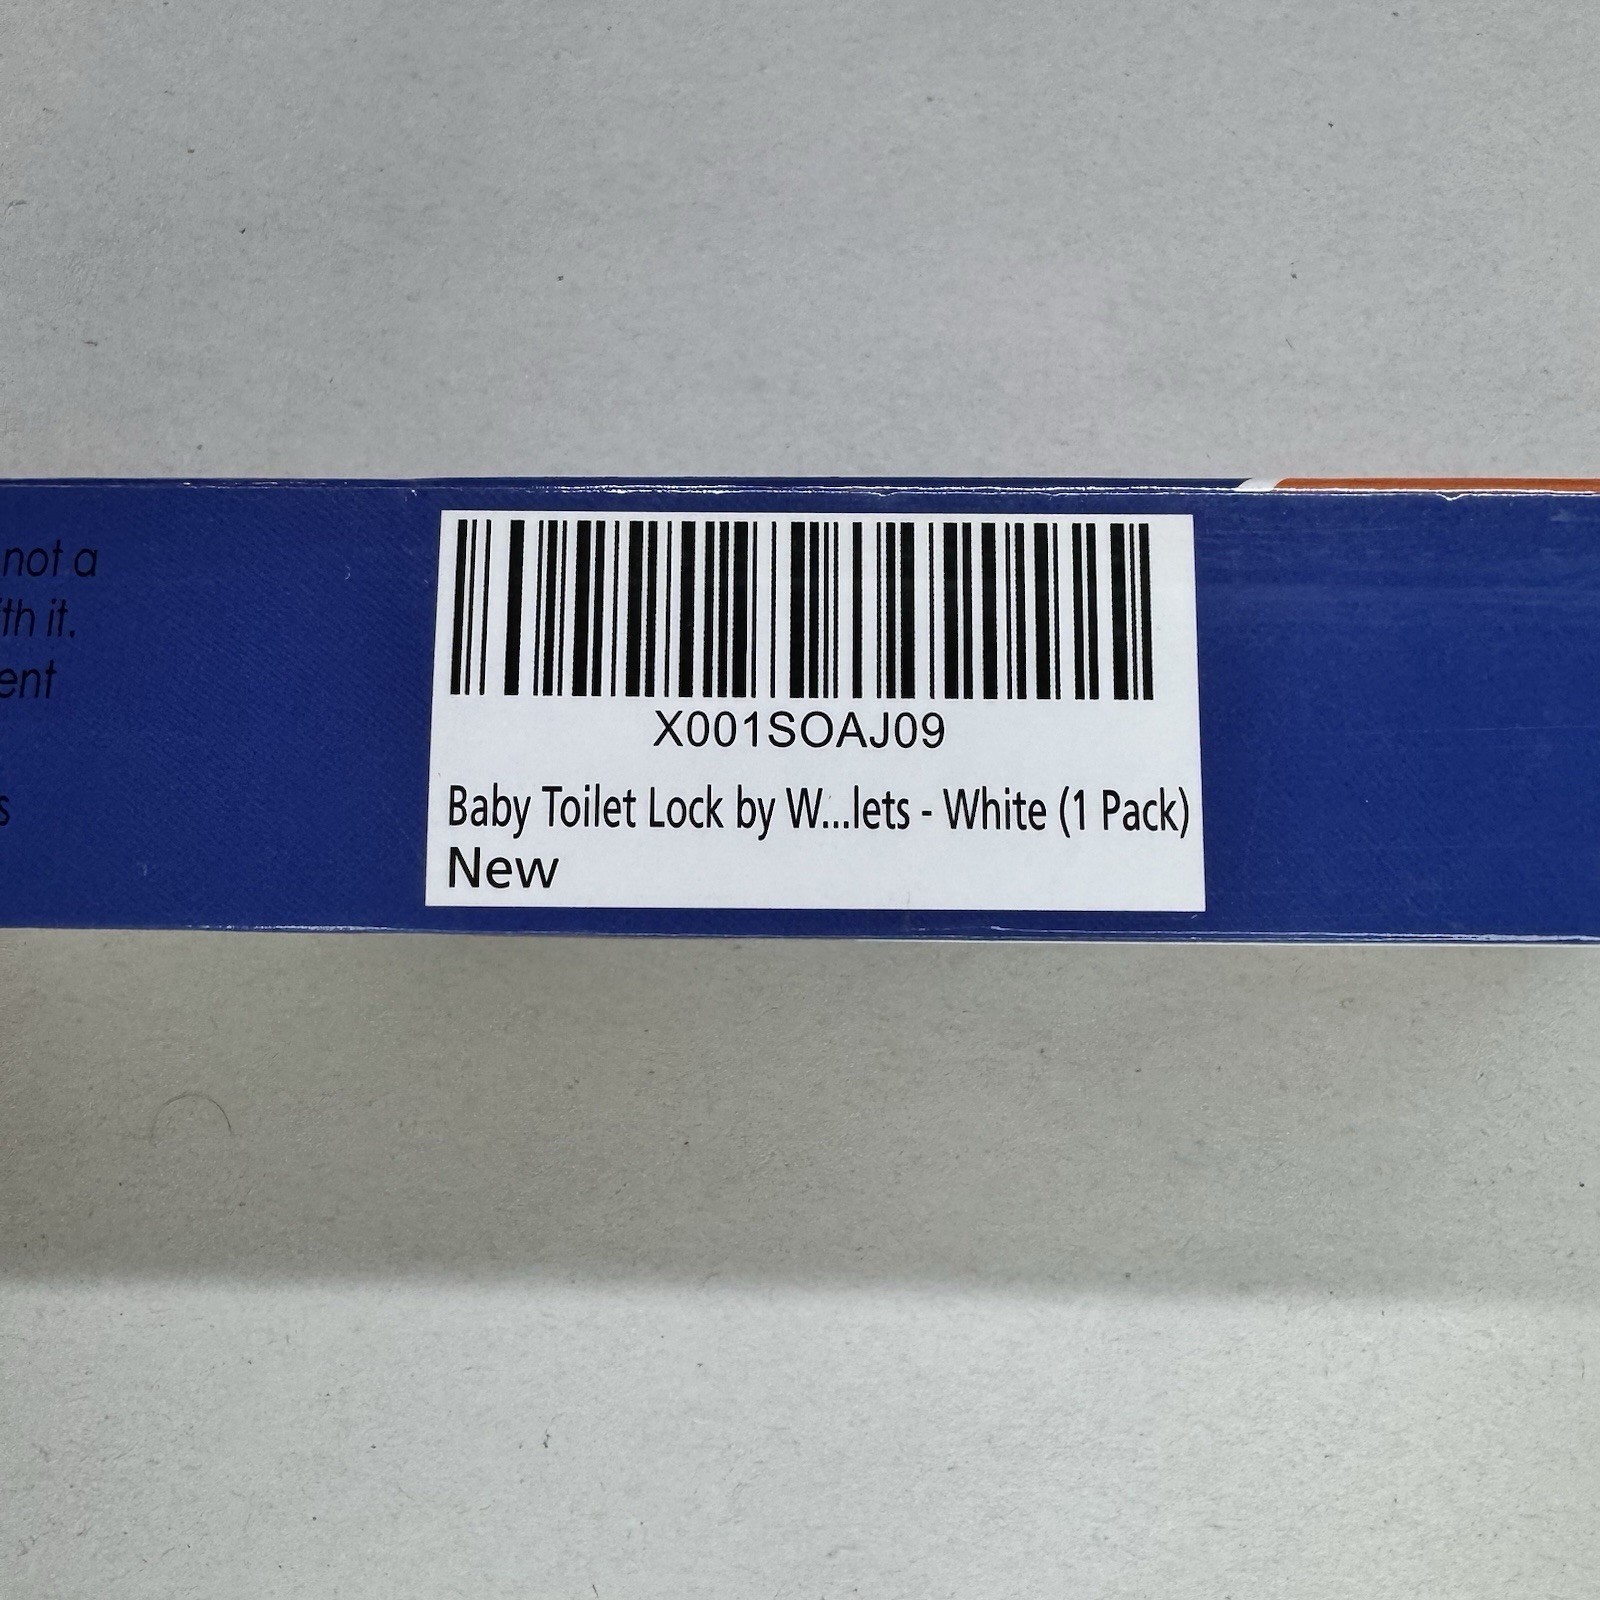 not a
th it.
ent
s
X001SOAJ09
Baby Toilet Lock by W...lets - White (1 Pack)
New